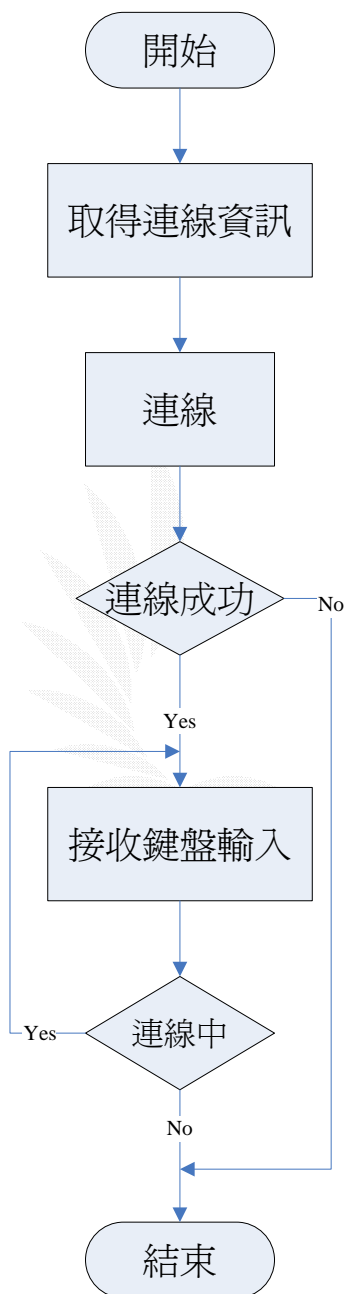 開始
取得連線資訊
連線
連線成功
No
Yes
接收鍵盤輸入
連線中
Yes
No
結束